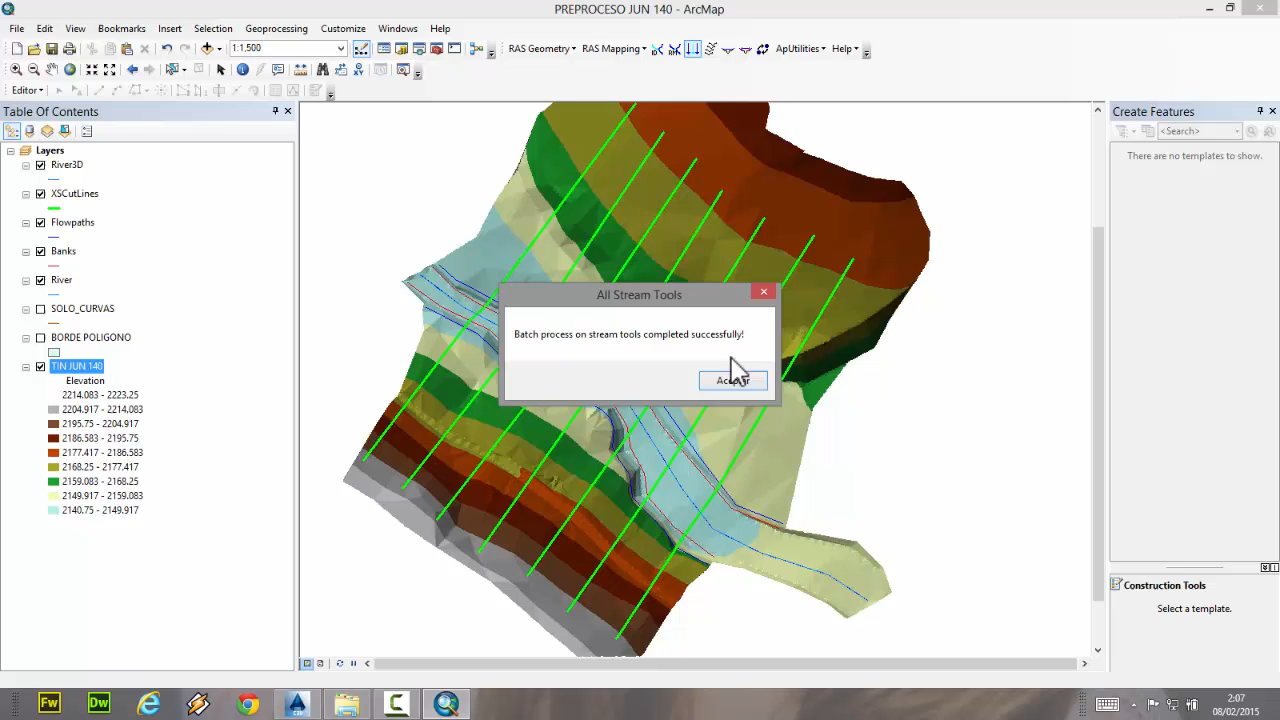 PREPROCESO JUN 140 - ArcMap
File Edit View Bookmarks Insert Selection Geoprocessing Customize Windows Help
1:1,500
RAS Geometry RAS Mapping ApUtilities Help
Editor
Table Of Contents
Layers
River3D
XSCutLines
Flowpaths
Banks
River
SOLO_CURVAS
BORDE POLIGONO
TIN JUN 140
Elevation
2214.083 - 2223.25
2204.917 - 2214.083
2195.75 - 2204.917
2186.583 - 2195.75
2177.417 - 2186.583
2168.25 - 2177.417
2159.083 - 2168.25
2149.917 - 2159.083
2140.75 - 2149.917
All Stream Tools
Batch process on stream tools completed successfully!
Create Features
<Search>
There are no templates to show.
Construction Tools
Select a template.
Fw
Dw
2:07
08/02/2015